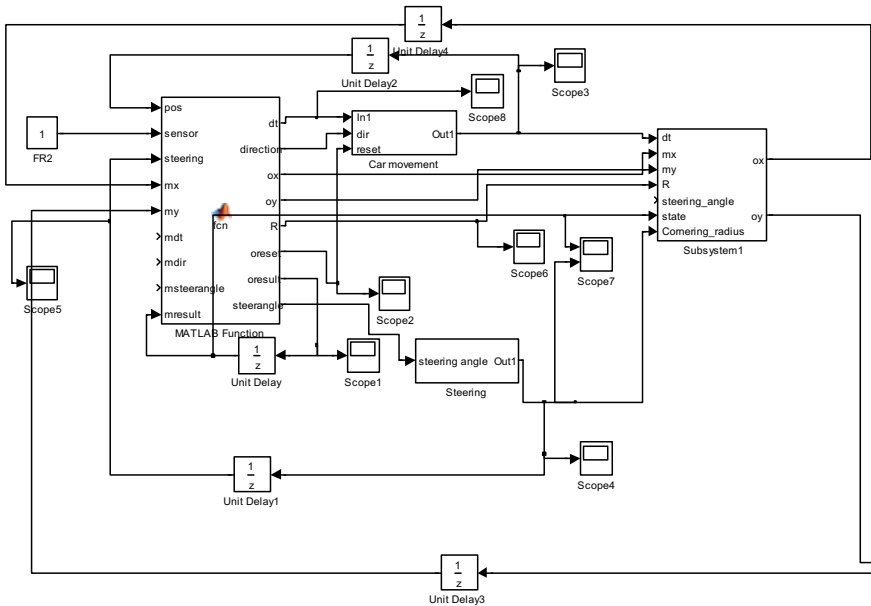 1
z
Unit Delay4
1
z
Unit Delay2
Scope3
Scope8
pos
sensor
steering
mx
my
mdt
mdir
msteerangle
mresult
fcn
dt
direction
ox
oy
R
oreset
oresult
steerangle
MATLAB Function
1
FR2
In1
dir
reset
Out1
Car movement
dt
mx
my
R
steering_angle
state
Cornering_radius
ox
oy
Subsystem1
Scope6
Scope7
Scope5
Scope2
1
z
Unit Delay
Scope1
steering angle Out1
Steering
1
z
Unit Delay1
Scope4
1
z
Unit Delay3